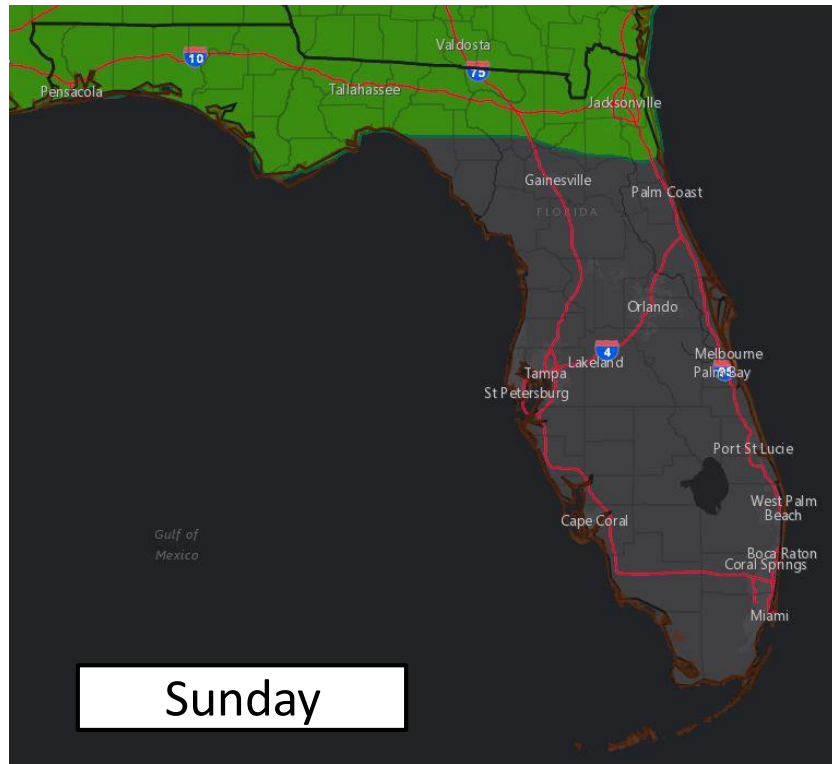 Valdosta
10
75
Pensacola
Tallahassee
Jacksonville
Gainesville
Palm Coast
FLORIDA
Orlando
4
Lakeland
Melbourne
Tampa
Palm Bay
95
St Petersburg
Port St Lucie
West Palm
Beach
Cape Coral
Gulf of
Mexico
Boca Raton
Coral Springs
Miami
Sunday